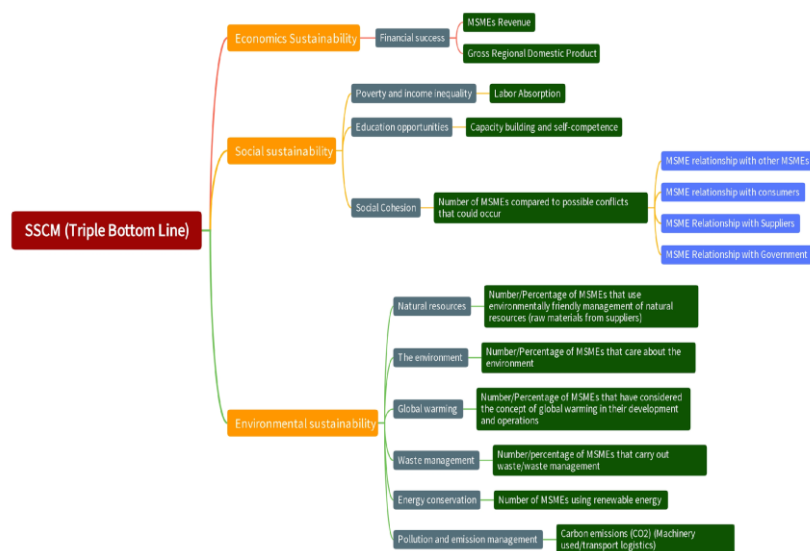 SSCM (Triple Bottom Line)
Economics Sustainability
Financial success
MSMEs Revenue
Gross Regional Domestic Product
Social sustainability
Poverty and income inequality
Labor Absorption
Education opportunities
Capacity building and self-competence
Social Cohesion
Number of MSMEs compared to possible conflicts
that could occur
MSME relationship with other MSMEs
MSME relationship with consumers
MSME Relationship with Suppliers
MSME Relationship with Government
Environmental sustainability
Natural resources
Number/Percentage of MSMEs that use
environmentally friendly management of natural
resources (raw materials from suppliers)
The environment
Number/Percentage of MSMEs that care about the
environment
Global warming
Number/Percentage of MSMEs that have considered
the concept of global warming in their development
and operations
Waste management
Number/percentage of MSMEs that carry out
waste/waste management
Energy conservation
Number of MSMEs using renewable energy
Pollution and emission management
Carbon emissions (CO2) (Machinery
used/transport logistics)